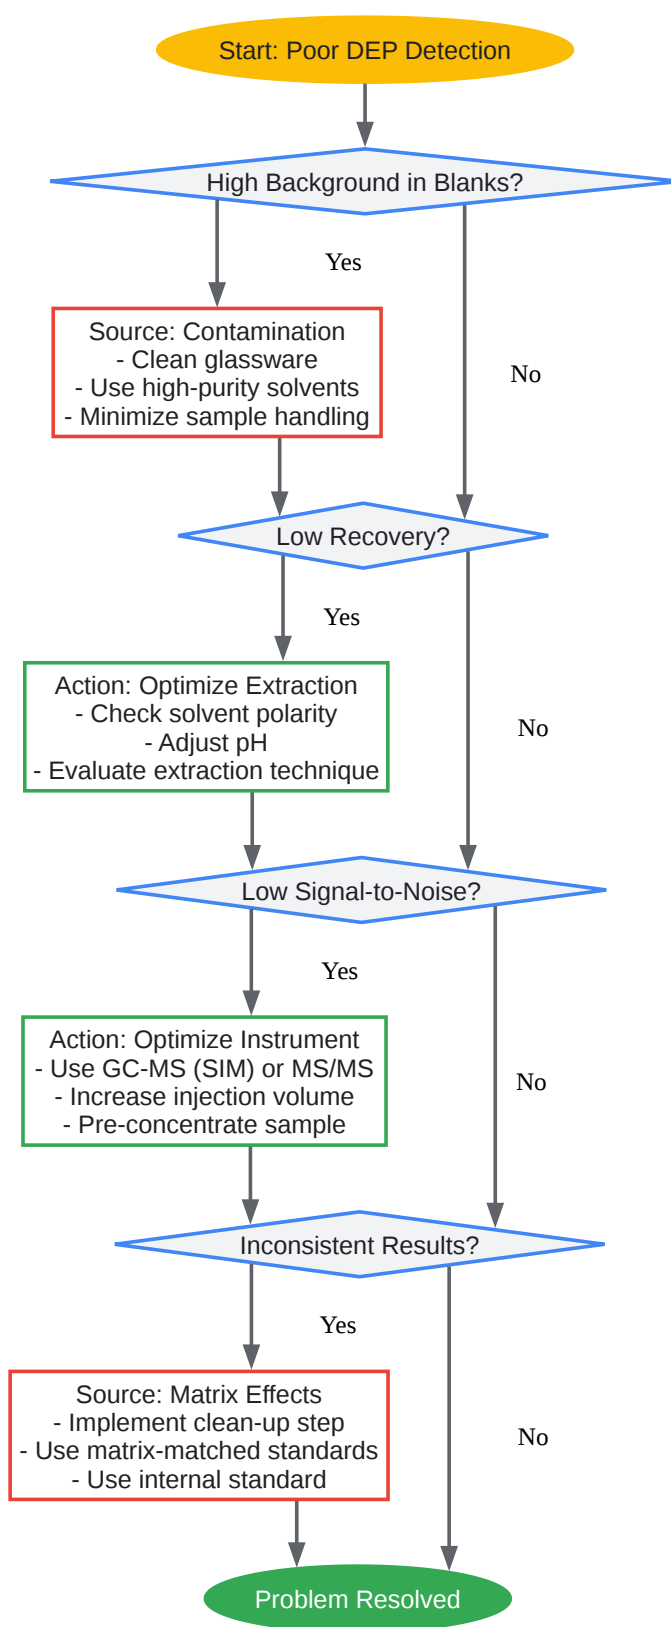 Start: Poor DEP Detection
High Background in Blanks?
Yes
No
Source: Contamination
- Clean glassware
- Use high-purity solvents
- Minimize sample handling
Low Recovery?
Yes
No
Action: Optimize Extraction
- Check solvent polarity
- Adjust pH
- Evaluate extraction technique
Low Signal-to-Noise?
Yes
No
Action: Optimize Instrument
- Use GC-MS (SIM) or MS/MS
- Increase injection volume
- Pre-concentrate sample
Inconsistent Results?
Yes
No
Source: Matrix Effects
- Implement clean-up step
- Use matrix-matched standards
- Use internal standard
Problem Resolved